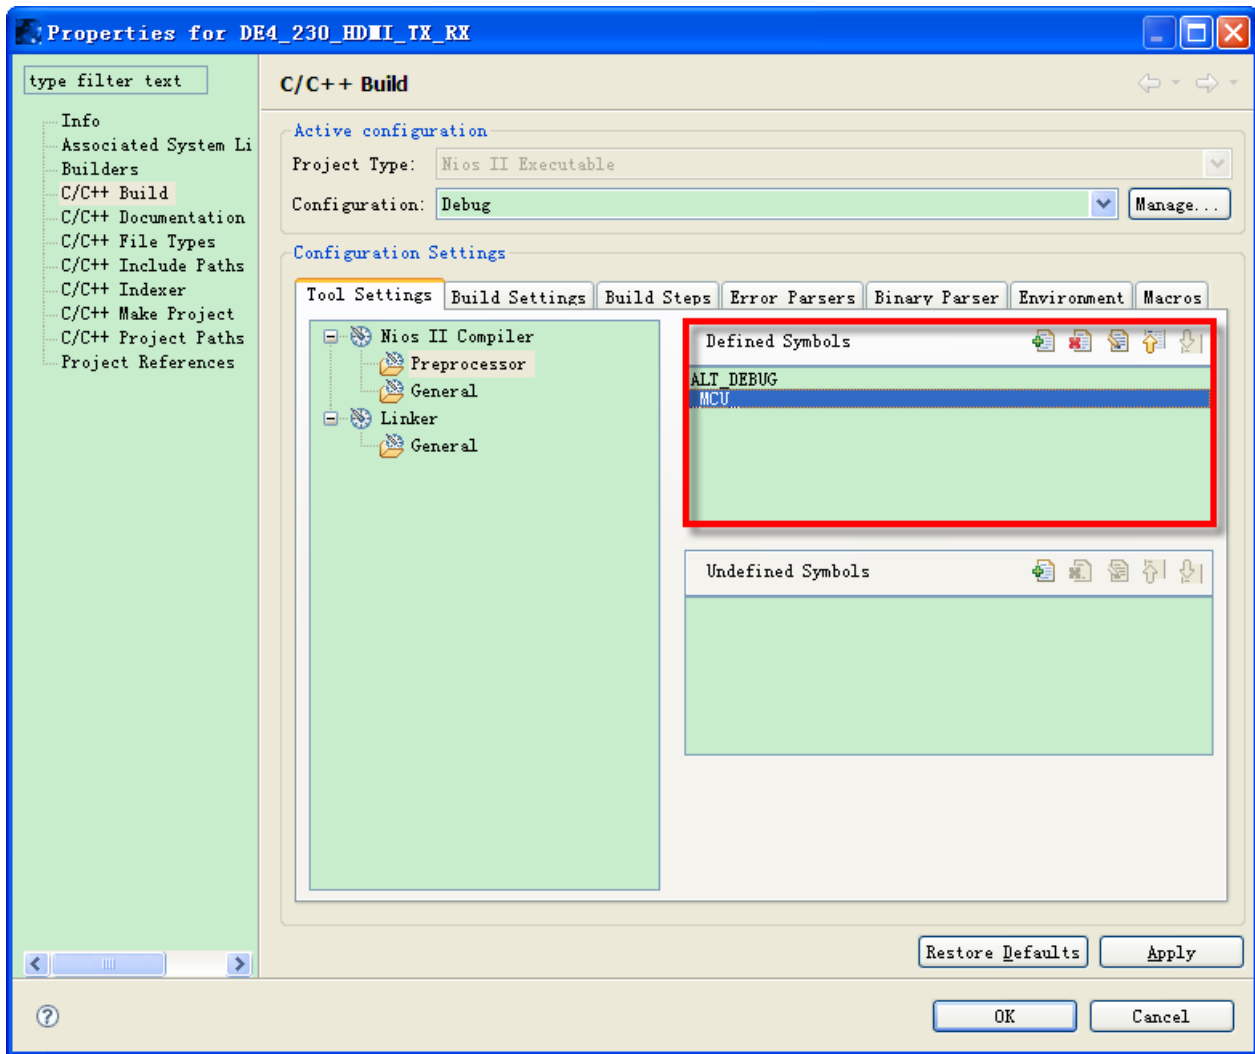 Properties for DE4_230_HDMI_TX_RX
type filter text
Info
Associated System Li
Builders
C/C++ Build
C/C++ Documentation
C/C++ File Types
C/C++ Include Paths
C/C++ Indexer
C/C++ Make Project
C/C++ Project Paths
Project References
C/C++ Build
Active configuration
Project Type: Nios II Executable
Configuration: Debug Manage...
Configuration Settings
Tool Settings Build Settings Build Steps Error Parsers Binary Parser Environment Macros
Nios II Compiler
Preprocessor
General
Linker
General
Defined Symbols
ALT_DEBUG
_MCU_
Undefined Symbols
Restore Defaults Apply
OK Cancel